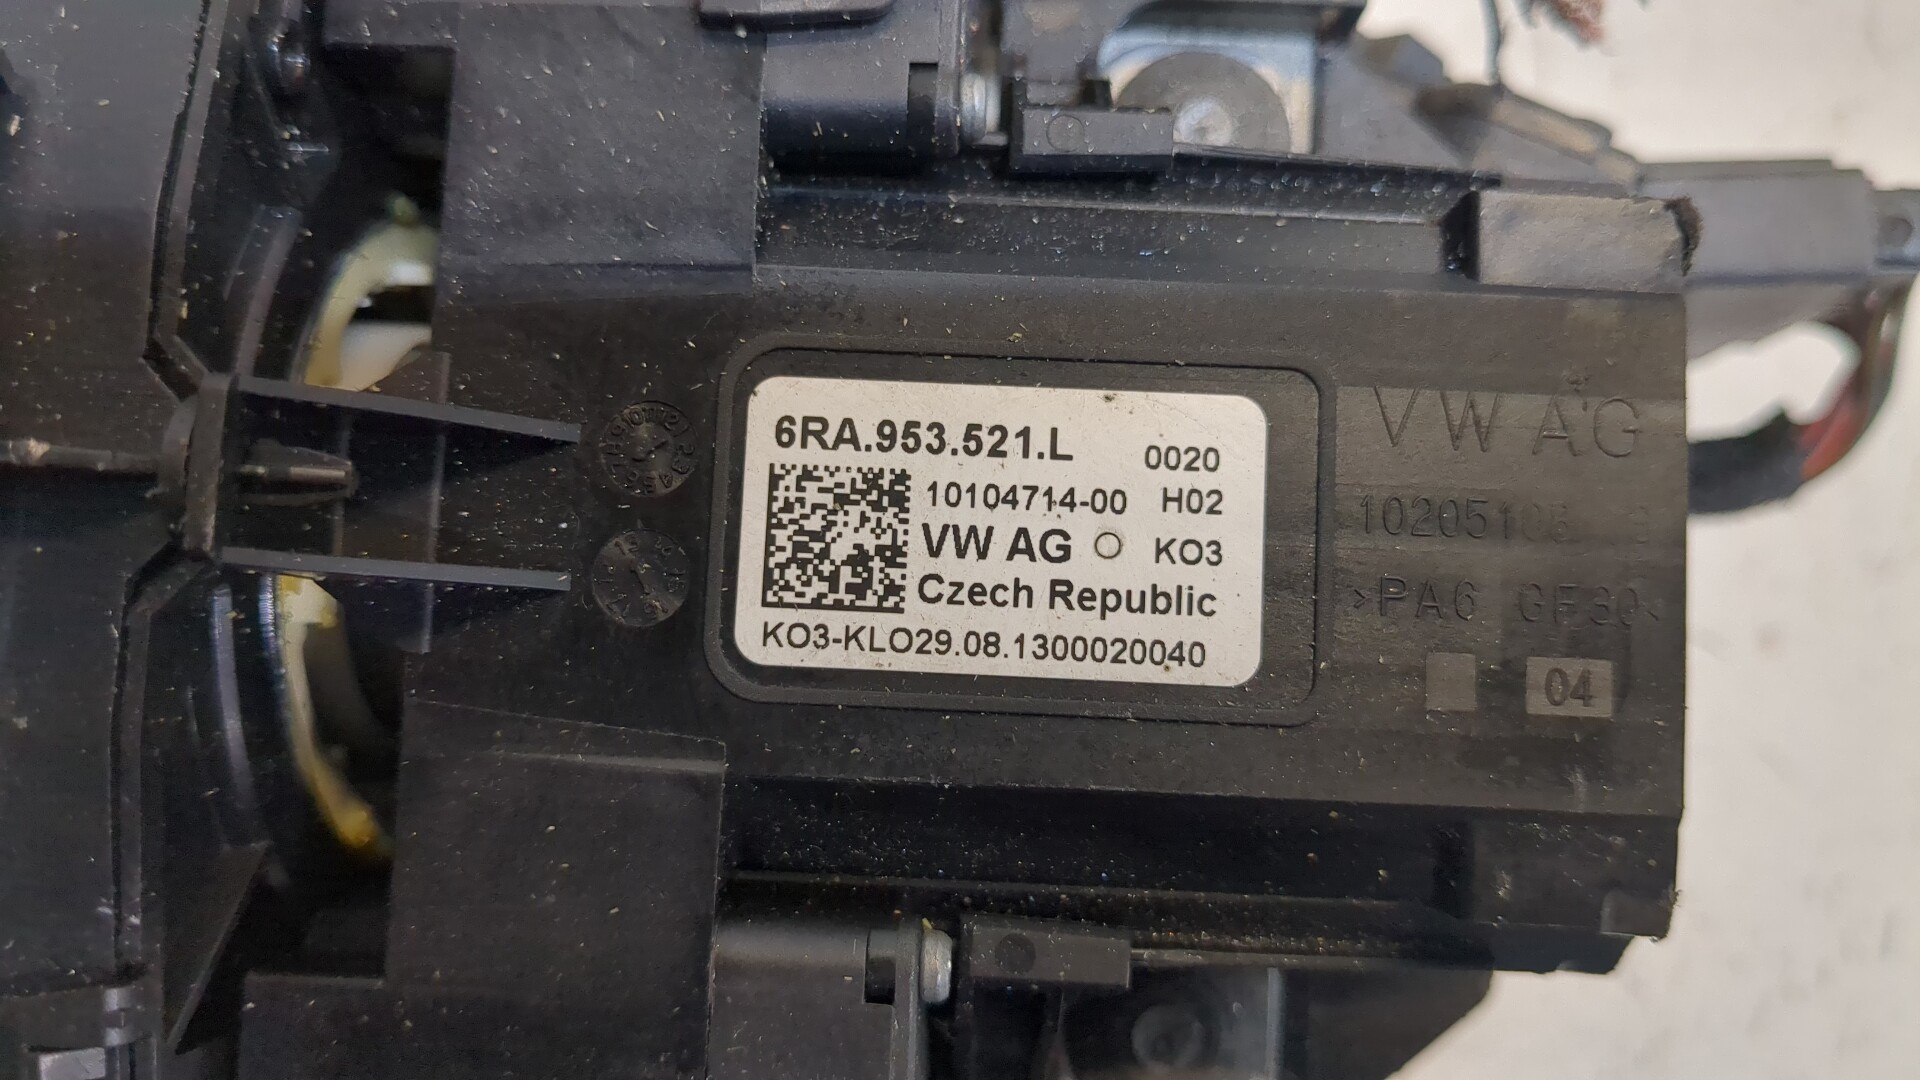 6RA.953.521.L 0020
10104714-00 H02
VW AG KO3
Czech Republic
KO3-KLO29.08.1300020040
VW AG
>PA6 GF30<
04